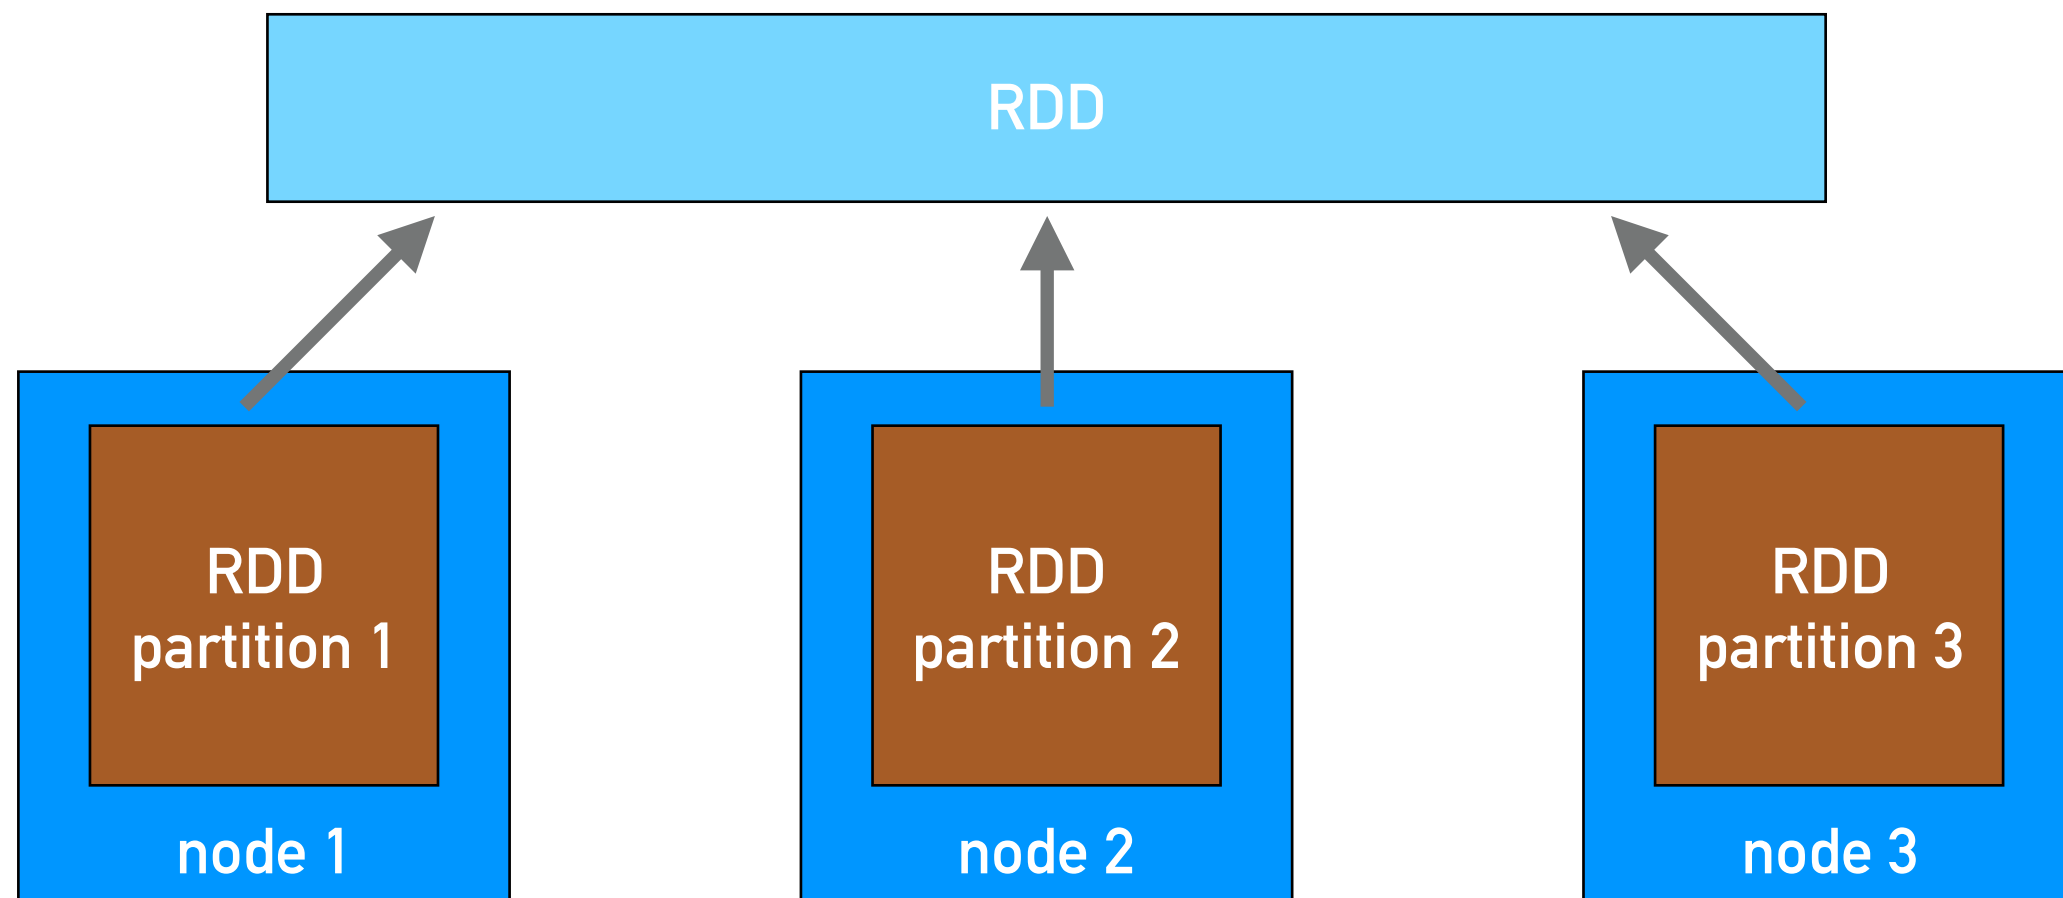 RDD
RDD
partition 1
node 1
RDD
partition 2
node 2
RDD
partition 3
node 3